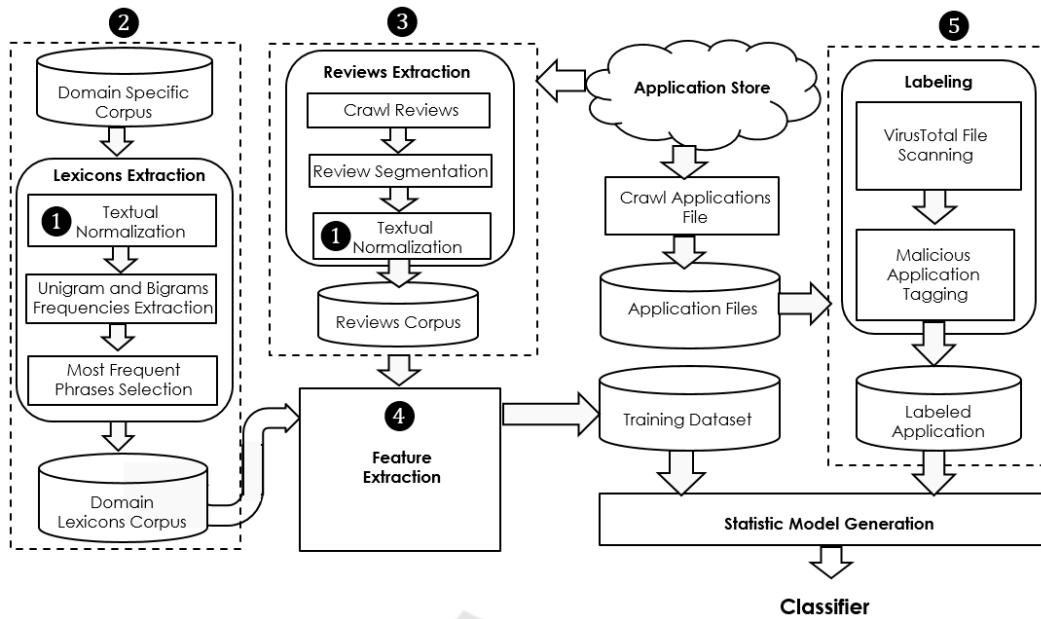 2
Domain Specific
Corpus
Lexicons Extraction
1
Textual
Normalization
Unigram and Bigrams
Frequencies Extraction
Most Frequent
Phrases Selection
Domain
Lexicons Corpus
3
Reviews Extraction
Crawl Reviews
Review Segmentation
1
Textual
Normalization
Reviews Corpus
4
Feature
Extraction
Application Store
Crawl Applications
File
Application Files
Training Dataset
5
Labeling
VirusTotal File
Scanning
Malicious
Application
Tagging
Labeled
Application
Statistic Model Generation
Classifier